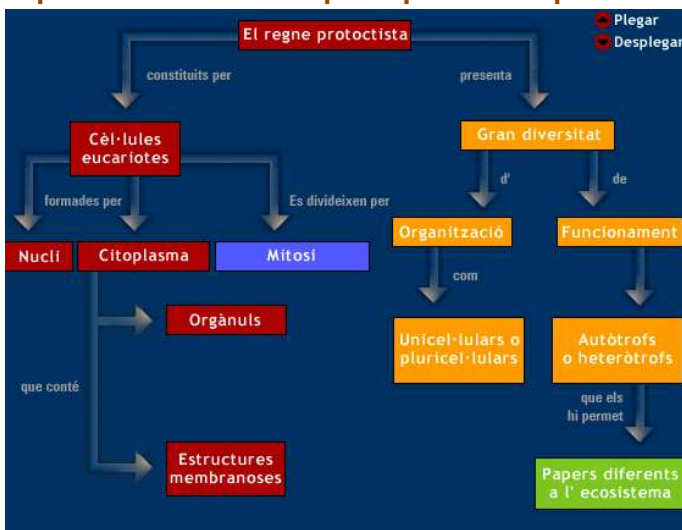 El regne protoctista
Plegar
Desplegar
constituïts per
presenta
Cèl·lules
eucariotes
Gran diversitat
formades per
Es divideixen per
d'
de
Nucli
Citoplasma
Mitosi
Organització
Funcionament
com
Orgànuls
Unicel·lulars o
pluricel·lulars
Autòtrofs
o heteròtrofs
que conté
que els
hi permet
Estructures
membranoses
Papers diferents
a l' ecosistema